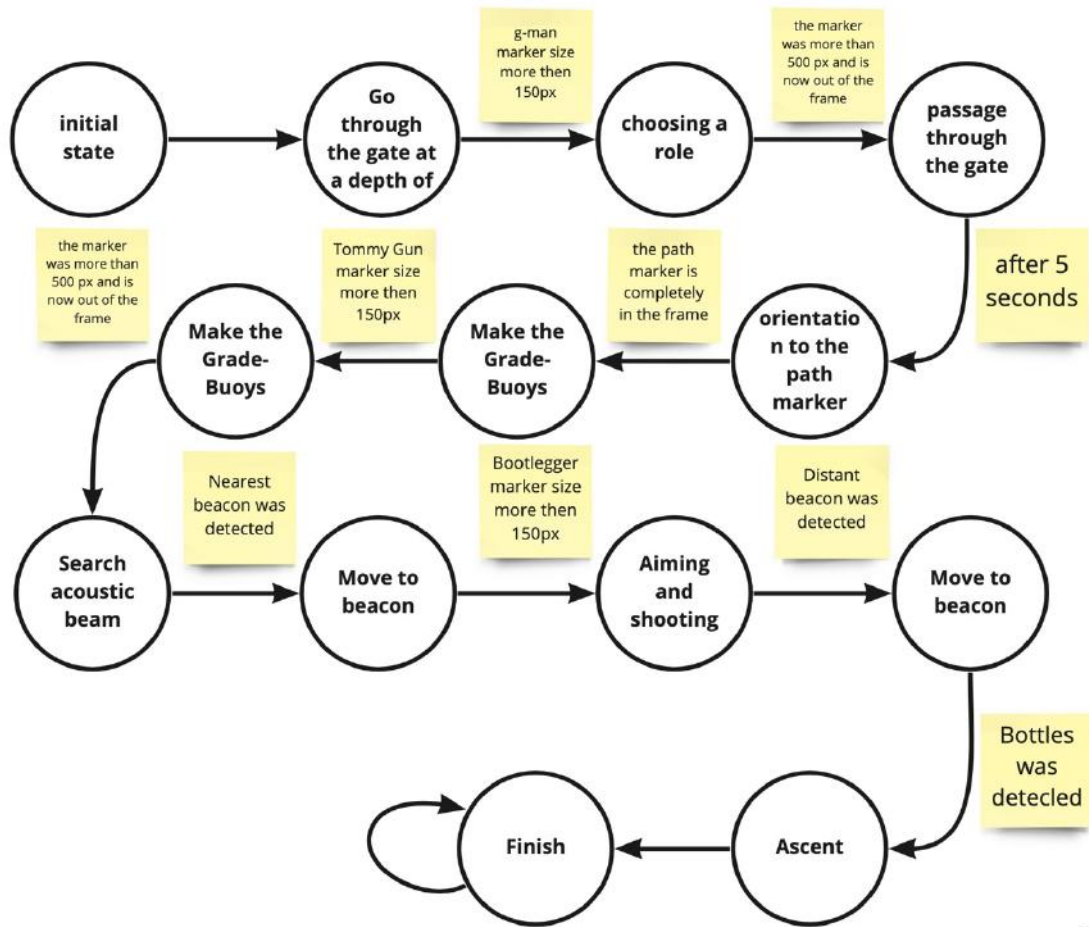 initial
state
Go
through
the gate at
a depth of
g-man
marker size
more then
150px
choosing a
role
the marker
was more than
500 px and is
now out of the
frame
passage
through
the gate
after 5
seconds
orientatio
n to the
path
marker
the path
marker is
completely
in the frame
Make the
Grade-
Buoys
Tommy Gun
marker size
more then
150px
Make the
Grade-
Buoys
the marker
was more than
500 px and is
now out of the
frame
Search
acoustic
beam
Nearest
beacon was
detected
Move to
beacon
Bootlegger
marker size
more then
150px
Aiming
and
shooting
Distant
beacon was
detected
Move to
beacon
Bottles
was
detecled
Ascent
Finish